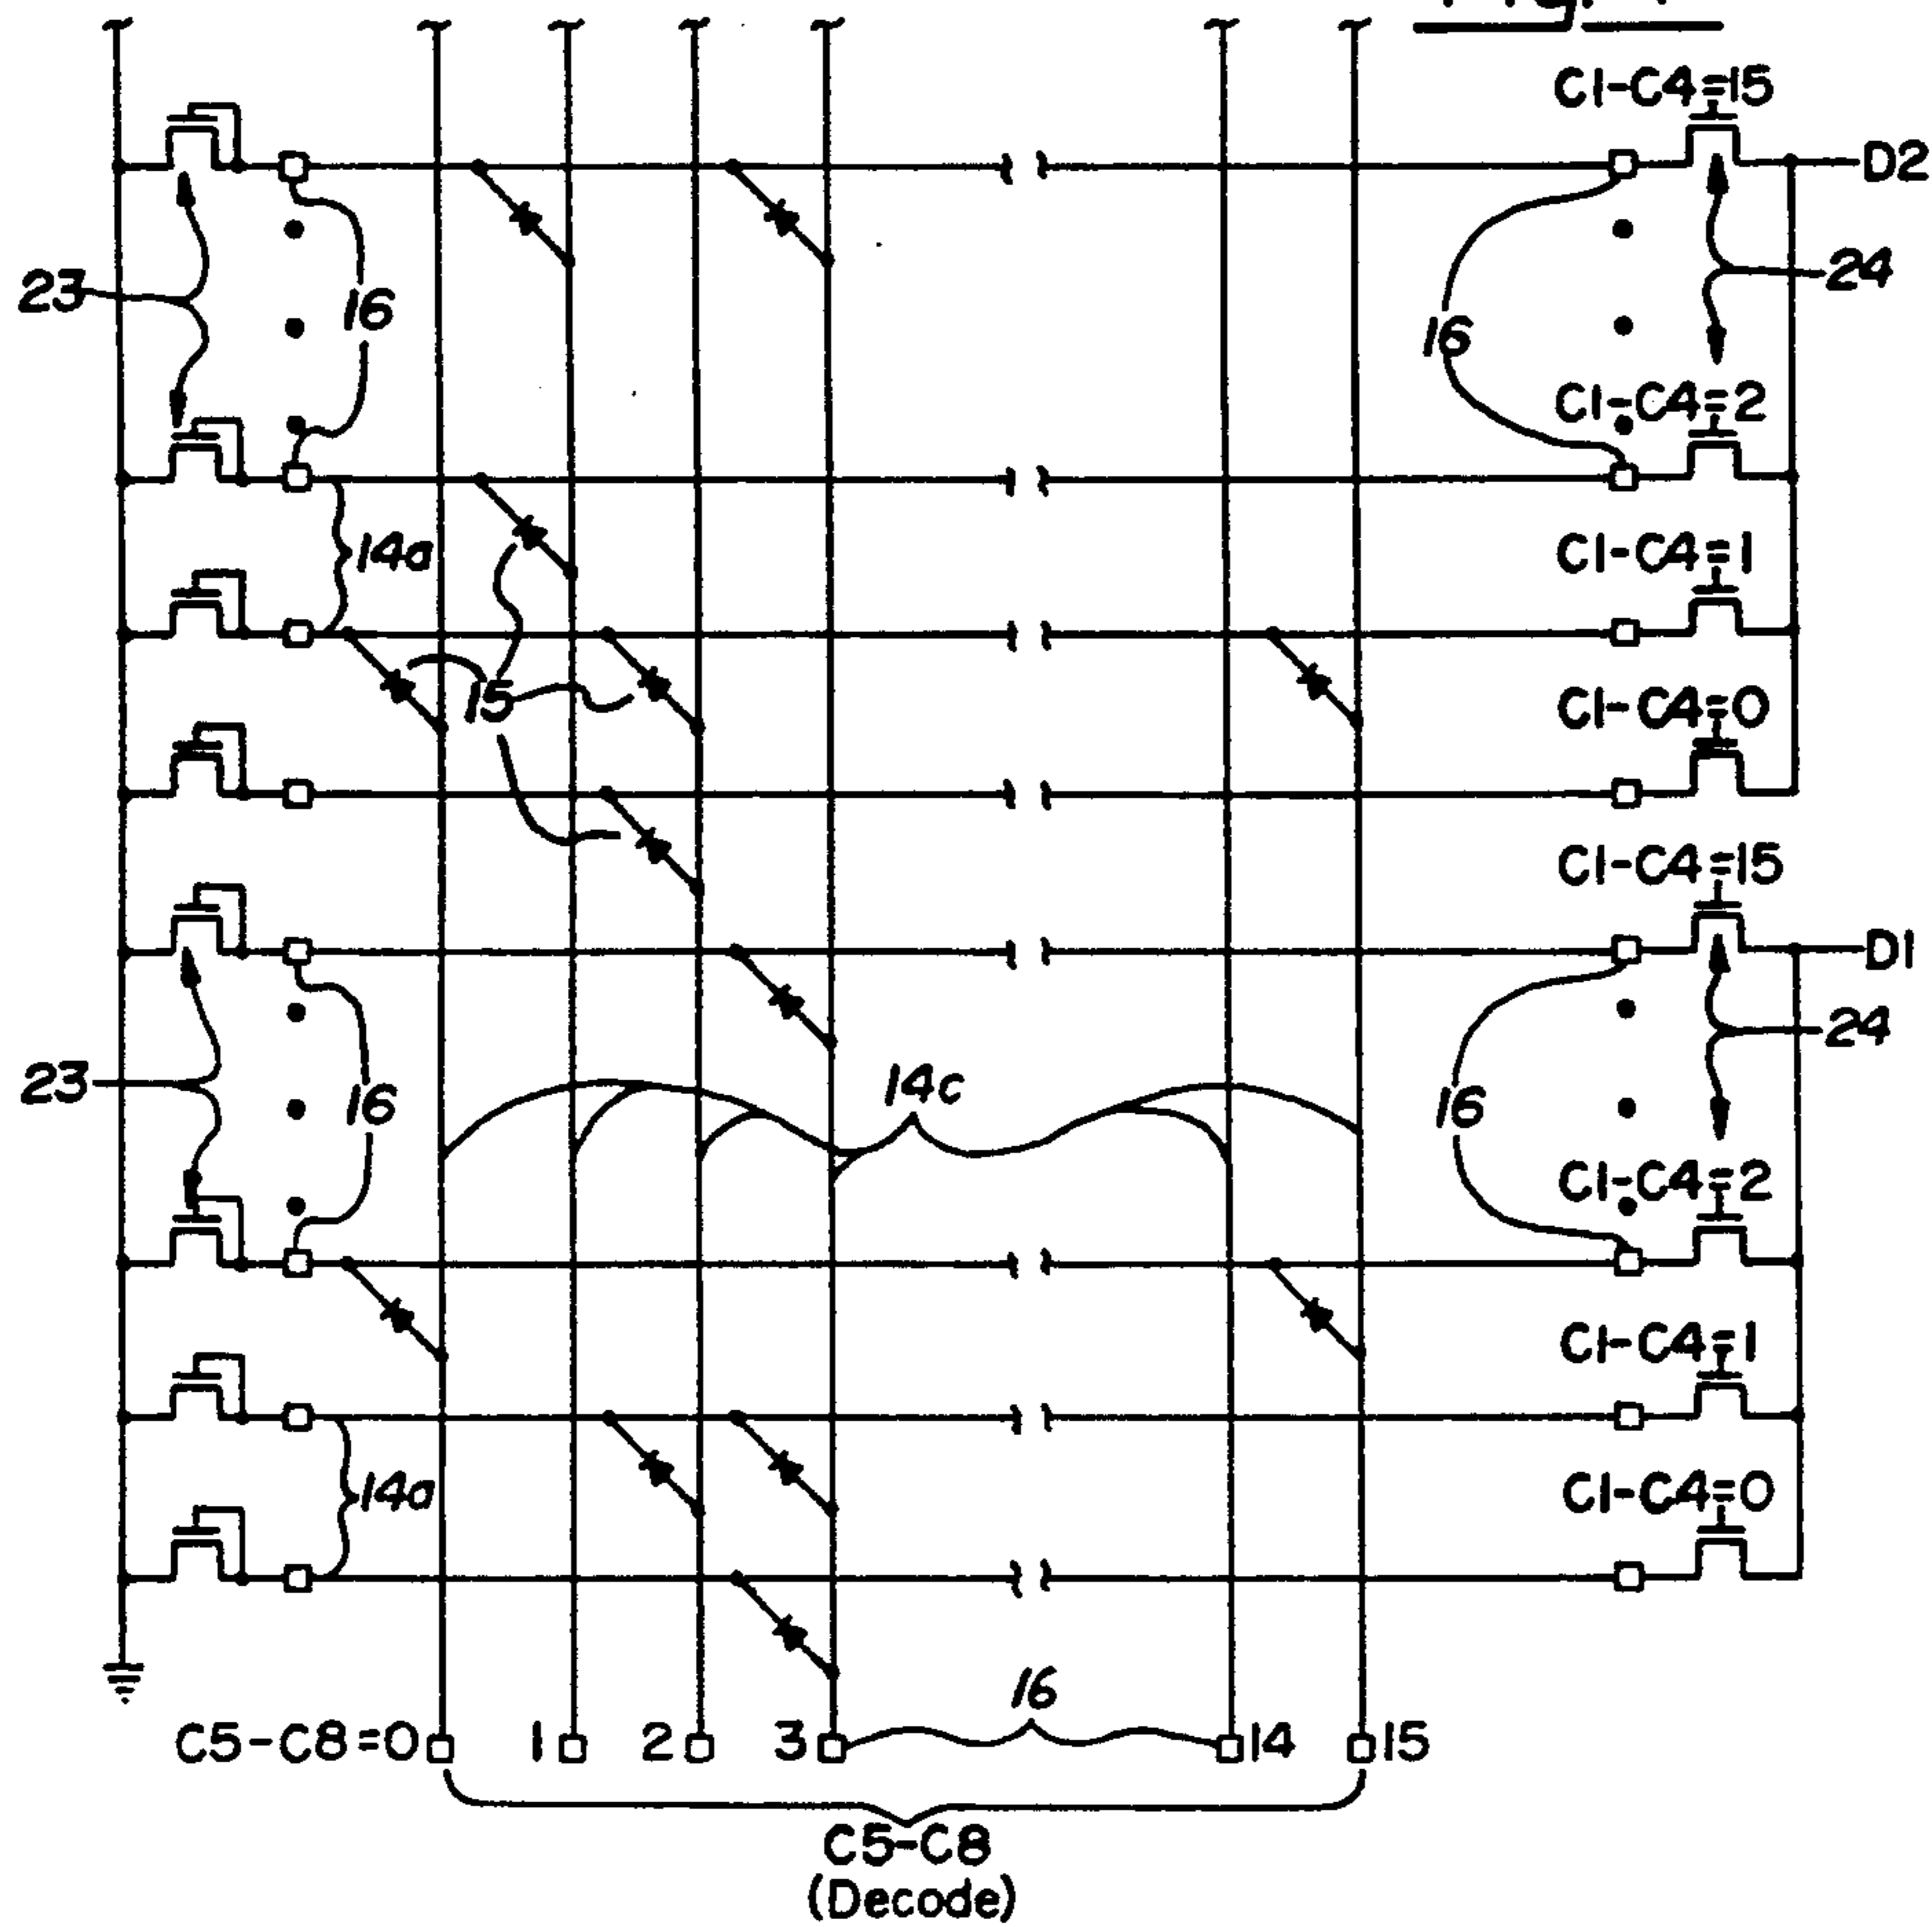 C1-C4=15
D2
23
16
16
24
C1-C4=2
14a
C1-C4=1
15
C1-C4=0
C1-C4=15
D1
23
16
14c
16
24
C1-C4=2
C1-C4=1
14a
C1-C4=0
16
C5-C8=0 1 2 3 14 15
C5-C8
(Decode)